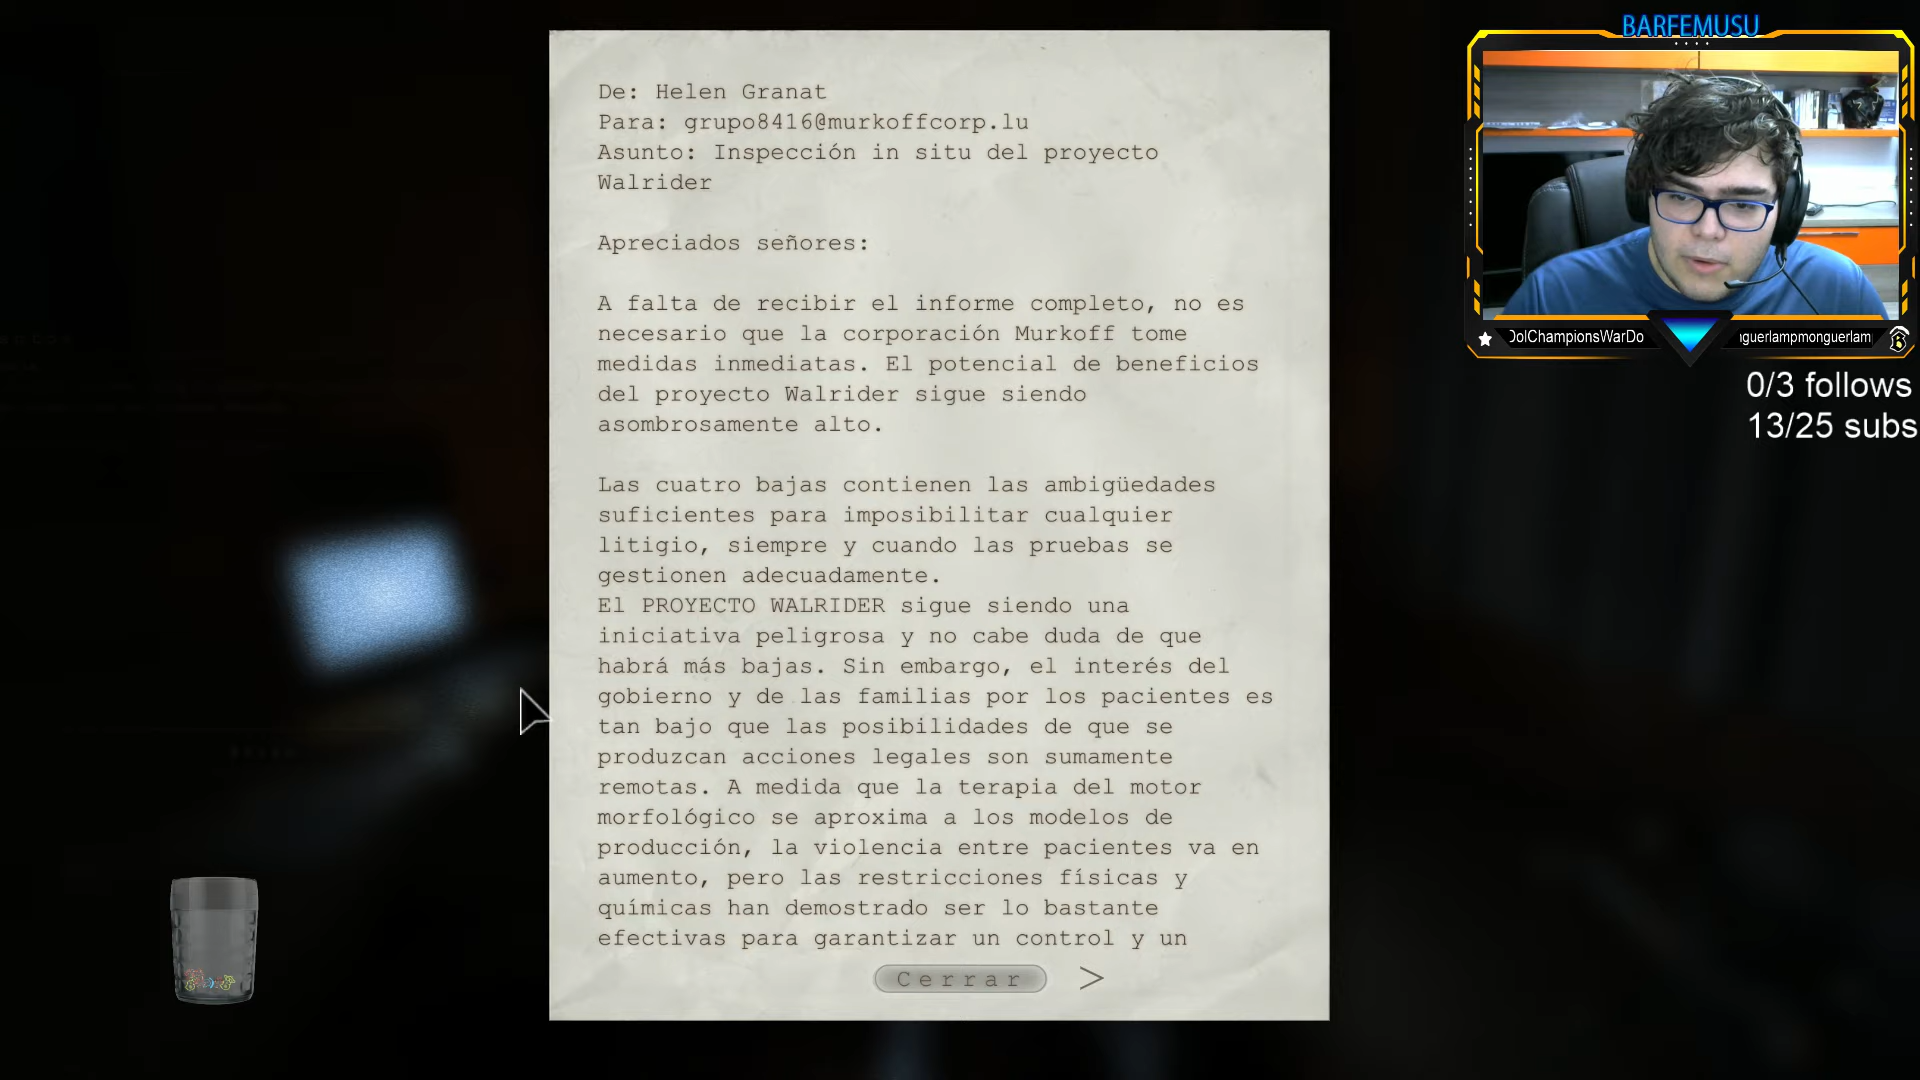 BARFEMUSU
De: Helen Granat
Para: grupo8416@murkoffcorp.lu
Asunto: Inspección in situ del proyecto
Walrider
Apreciados señores:
A falta de recibir el informe completo, no es
necesario que la corporación Murkoff tome
medidas inmediatas. El potencial de beneficios
del proyecto Walrider sigue siendo
asombrosamente alto.
Las cuatro bajas contienen las ambigüedades
suficientes para imposibilitar cualquier
litigio, siempre y cuando las pruebas se
gestionen adecuadamente.
El PROYECTO WALRIDER sigue siendo una
iniciativa peligrosa y no cabe duda de que
habrá más bajas. Sin embargo, el interés del
gobierno y de las familias por los pacientes es
tan bajo que las posibilidades de que se
produzcan acciones legales son sumamente
remotas. A medida que la terapia del motor
morfológico se aproxima a los modelos de
producción, la violencia entre pacientes va en
aumento, pero las restricciones físicas y
químicas han demostrado ser lo bastante
efectivas para garantizar un control y un
Cerrar >
OolChampionsWarDo
nguerlampmonguerlam
0/3 follows
13/25 subs